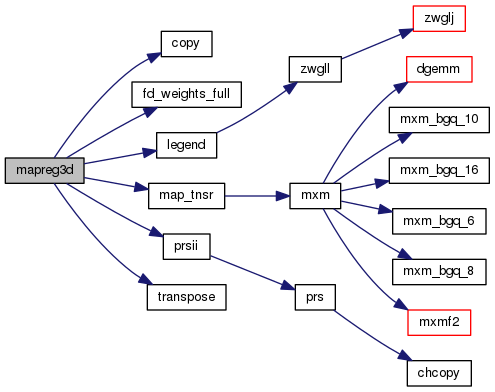 mapreg3d
copy
fd_weights_full
legend
map_tnsr
prsii
transpose
zwgll
mxm
prs
zwglj
dgemm
mxm_bgq_10
mxm_bgq_16
mxm_bgq_6
mxm_bgq_8
mxmf2
chcopy